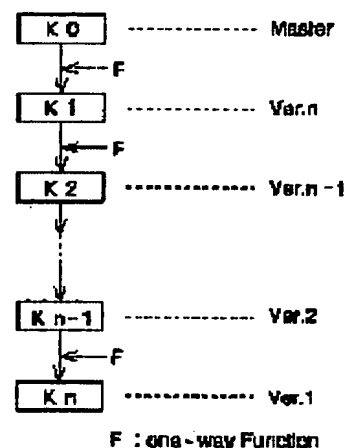 K 0 Master
F
K 1 Ver.n
F
K 2 Ver.n-1
K n-1 Ver.2
F
K n Ver.1
F : one-way Function